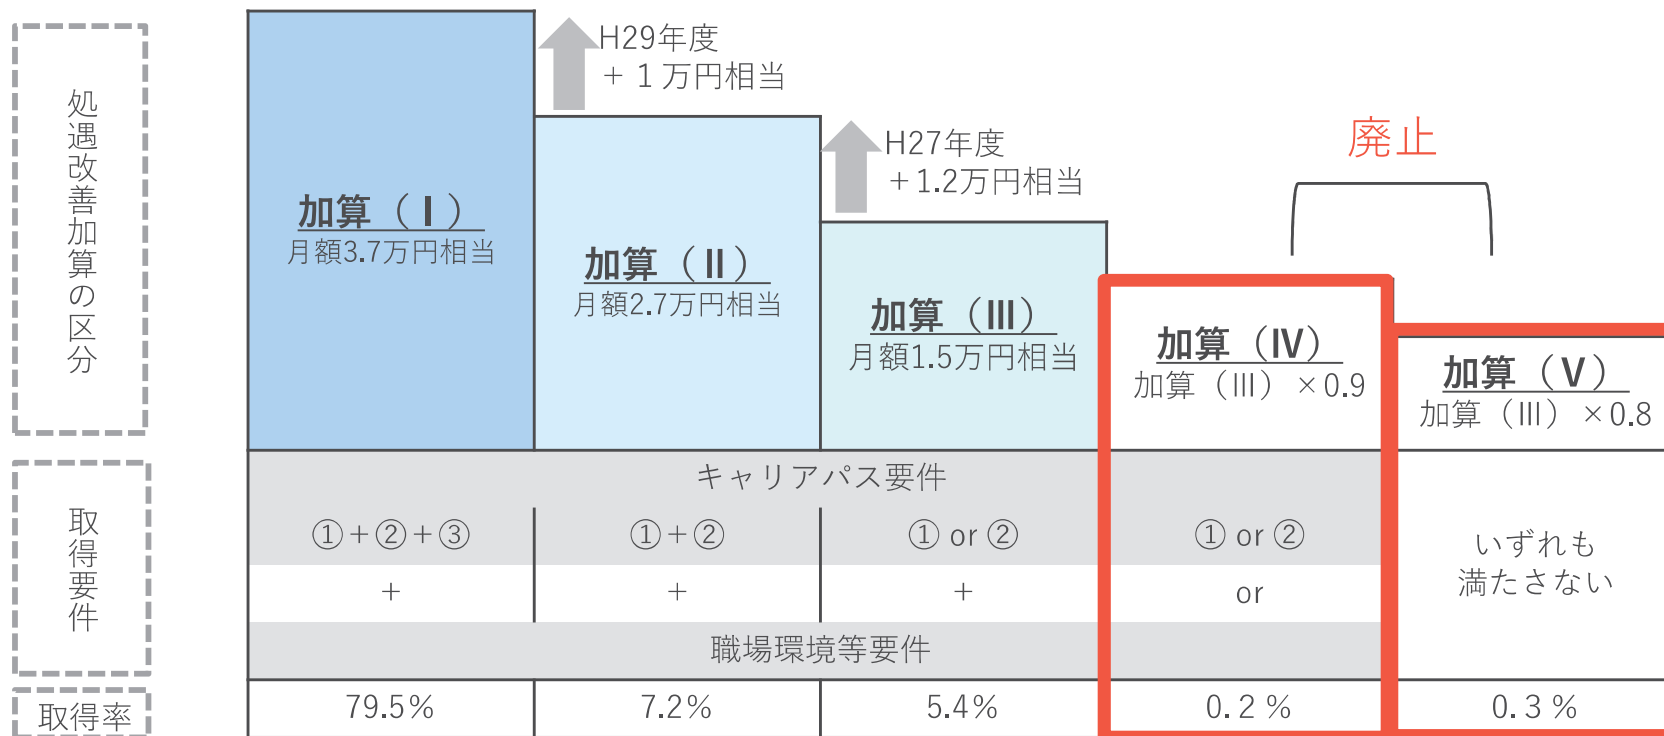 処遇改善加算の区分
H29年度
+ 1 万円相当
H27年度
+1.2万円相当
廃止
加算（Ⅰ）
月額3.7万円相当
加算（Ⅱ）
月額2.7万円相当
加算（Ⅲ）
月額1.5万円相当
加算（Ⅳ）
加算（Ⅲ）×0.9
加算（Ⅴ）
加算（Ⅲ）×0.8
取得要件
キャリアパス要件
①+②+③
①+②
① or ②
① or ②
いずれも
満たさない
+
+
+
or
職場環境等要件
取得率
79.5%
7.2%
5.4%
0.2 %
0.3 %